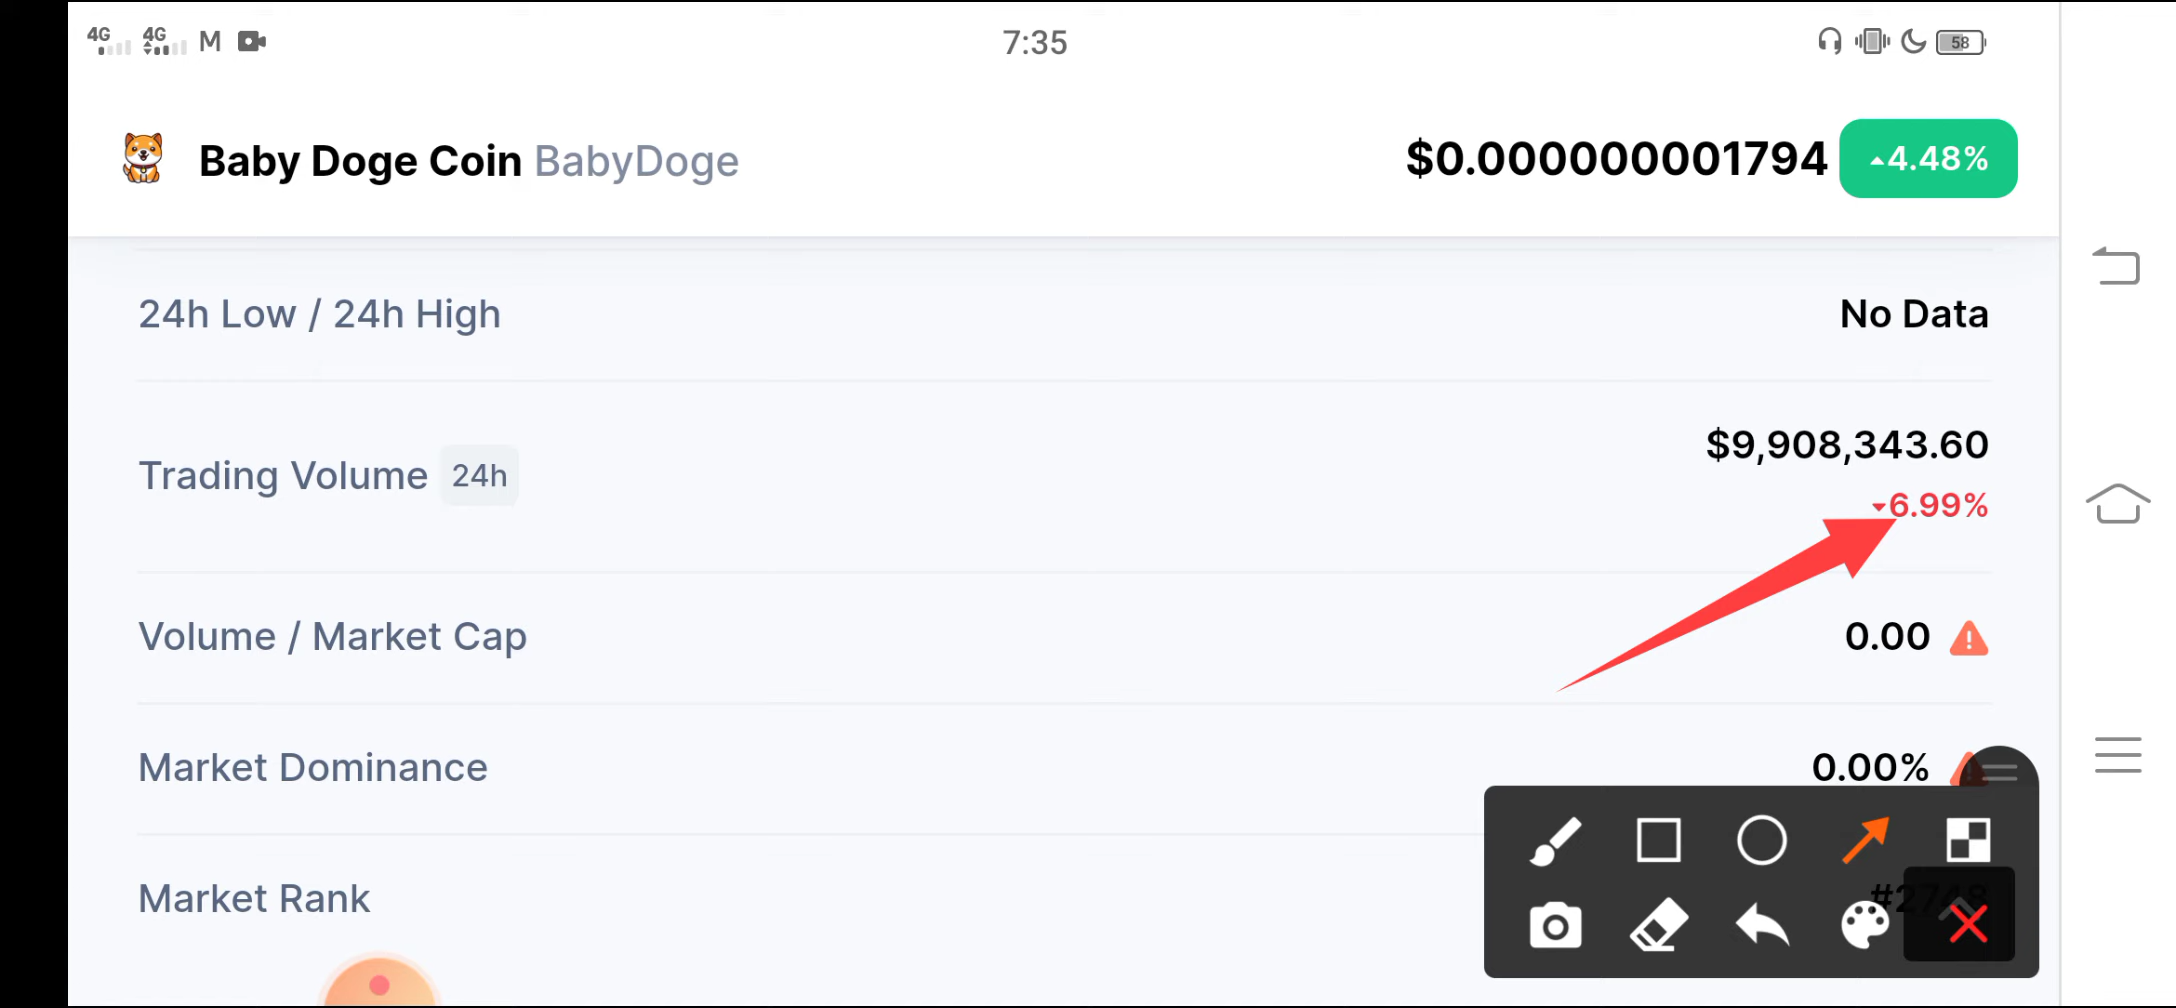 4G 4G M 7:35 58
Baby Doge Coin BabyDoge $0.000000001794 4.48%
24h Low / 24h High No Data
Trading Volume 24h $9,908,343.60
6.99%
Volume / Market Cap 0.00
Market Dominance 0.00%
Market Rank #2748